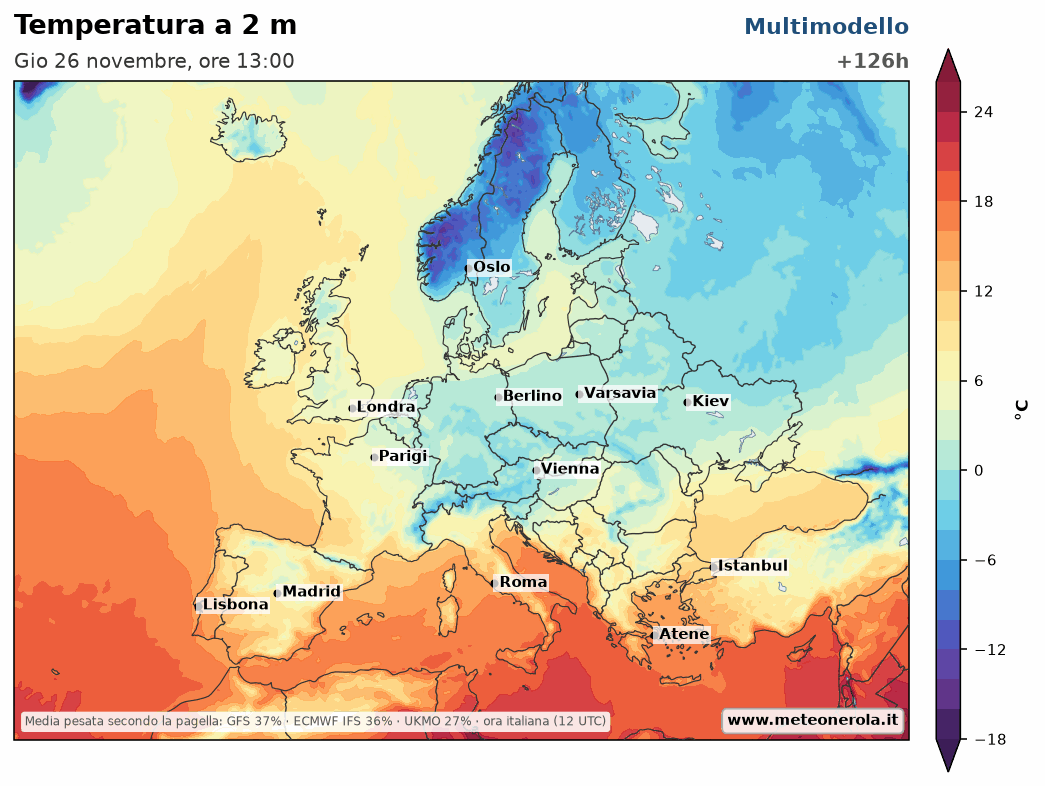 Temperatura a 2 m
Multimodello
Gio 26 novembre, ore 13:00
+126h
24
18
12
6
0
−6
−12
−18
°C
Oslo
Londra
Berlino
Varsavia
Kiev
Parigi
Vienna
Istanbul
Roma
Madrid
Lisbona
Atene
Media pesata secondo la pagella: GFS 37% · ECMWF IFS 36% · UKMO 27% · ora italiana (12 UTC)
www.meteonerola.it